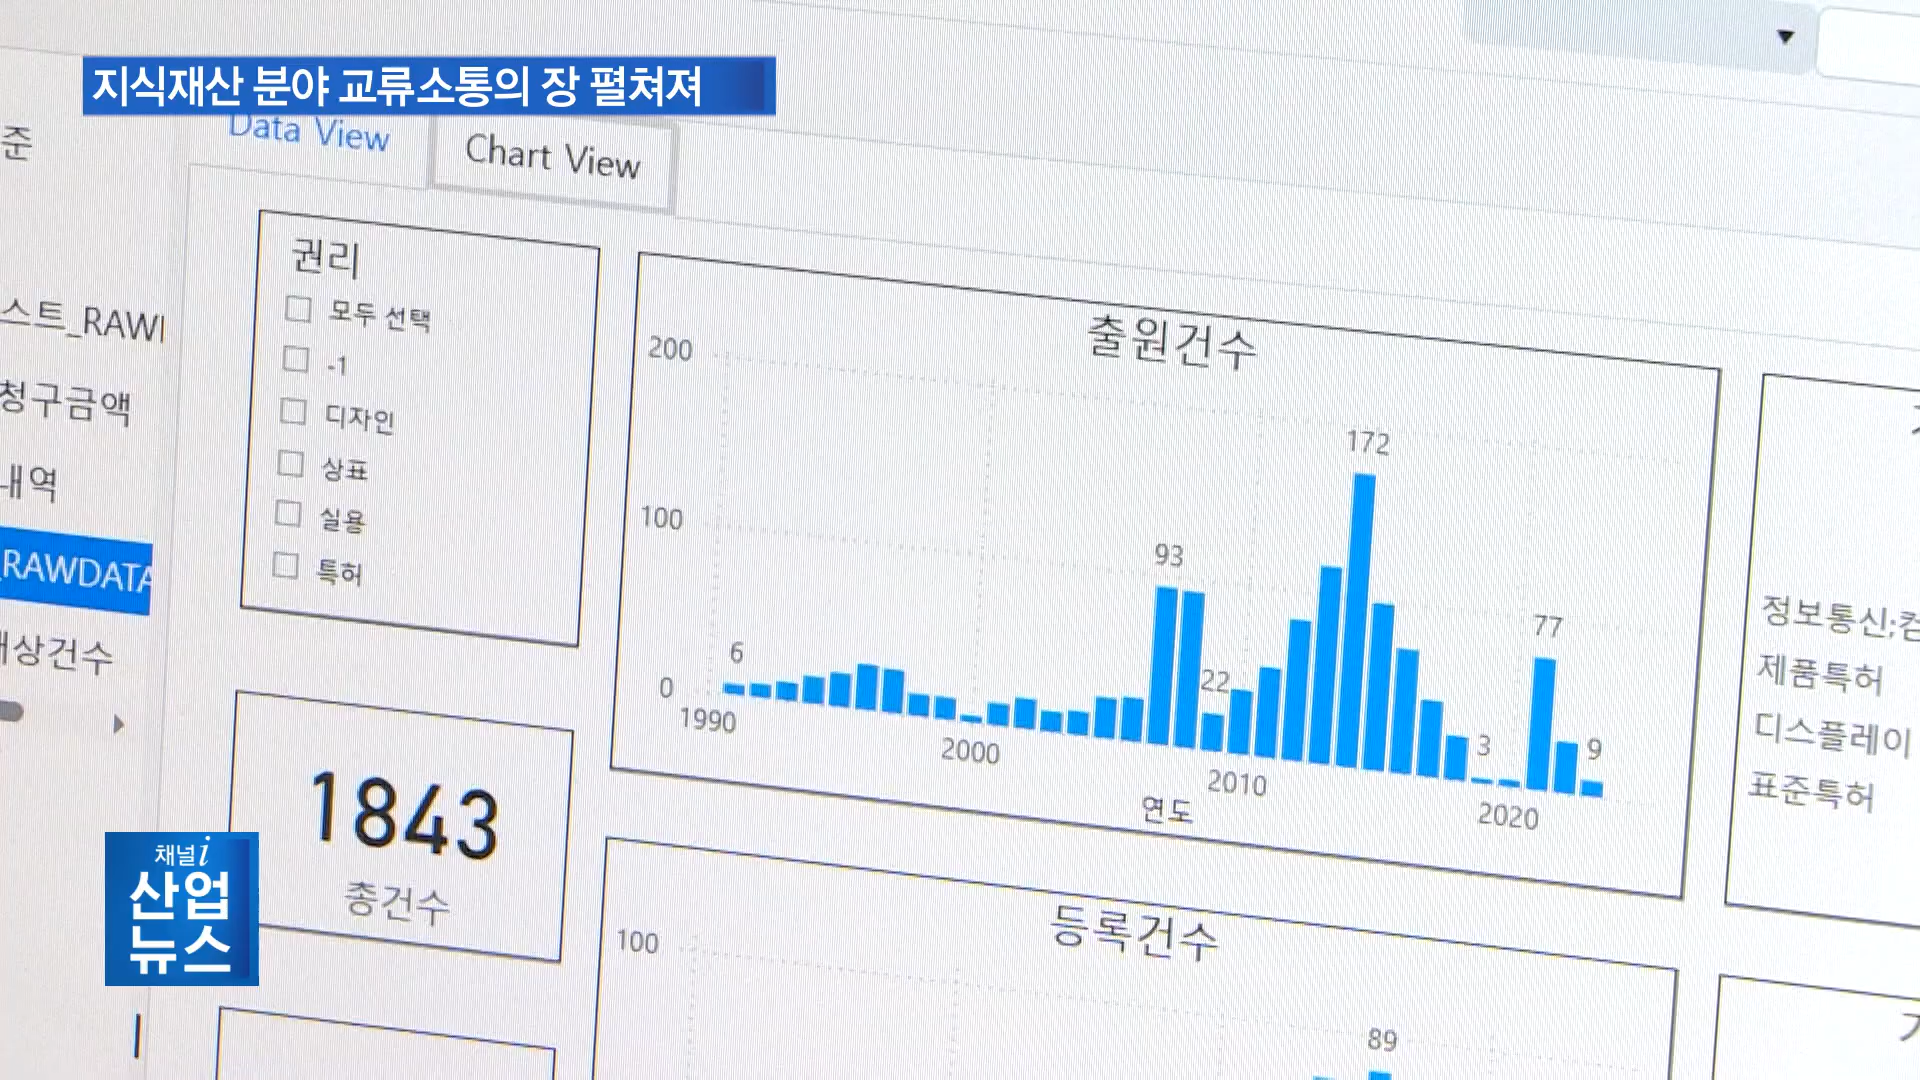 지식재산 분야 교류소통의 장 펼쳐져
준
Data View
Chart View
스트_RAWI
청구금액
내역
_RAWDATA
상건수
권리
모두 선택
-1
디자인
상표
실용
특허
1843
총건수
출원건수
200
100
0
6
93
22
172
3
77
9
1990
2000
2010
2020
연도
정보통신;컴
제품특허
디스플레이
표준특허
등록건수
100
89
채널i
산업
뉴스